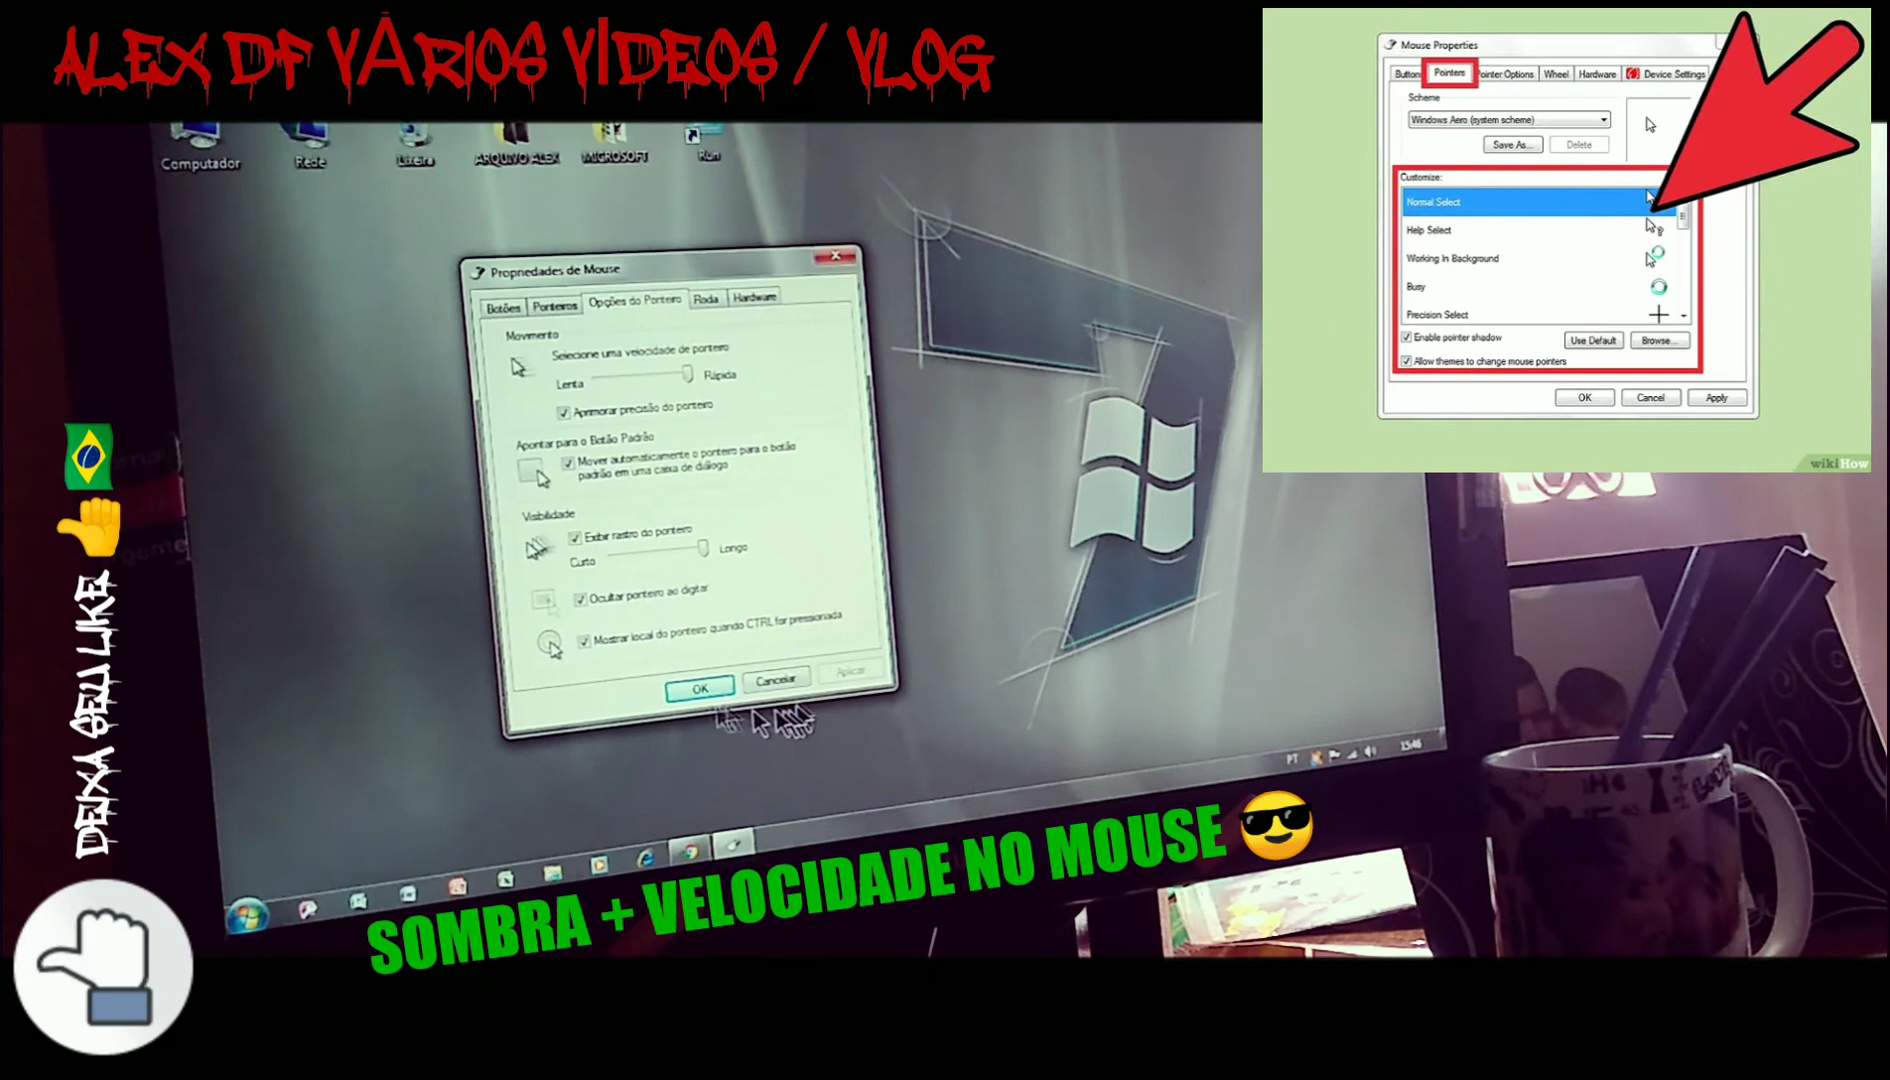 ALEX DF VÁRIOS VÍDEOS / VLOG
Mouse Properties
Buttons
Pointers
Pointer Options
Wheel
Hardware
Device Settings
Scheme
Windows Aero (system scheme)
Save As...
Delete
Customize:
Normal Select
Help Select
Working In Background
Busy
Precision Select
Enable pointer shadow
Use Default
Browse...
Allow themes to change mouse pointers
OK
Cancel
Apply
wikiHow
Computador
Rede
Lixeira
ARQUIVO ALEX
MICROSOFT
Run
Propriedades de Mouse
Botões
Ponteiros
Opções do Ponteiro
Roda
Hardware
Movimento
Selecione uma velocidade de ponteiro
Lenta
Rápida
Aprimorar precisão do ponteiro
Apontar para o Botão Padrão
Mover automaticamente o ponteiro para o botão
padrão em uma caixa de diálogo
Visibilidade
Exibir rastro do ponteiro
Curto
Longo
Ocultar ponteiro ao digitar
Mostrar local do ponteiro quando CTRL for pressionada
OK
Cancelar
Aplicar
PT
15:46
DEIXA SEU LIKE
SOMBRA + VELOCIDADE NO MOUSE